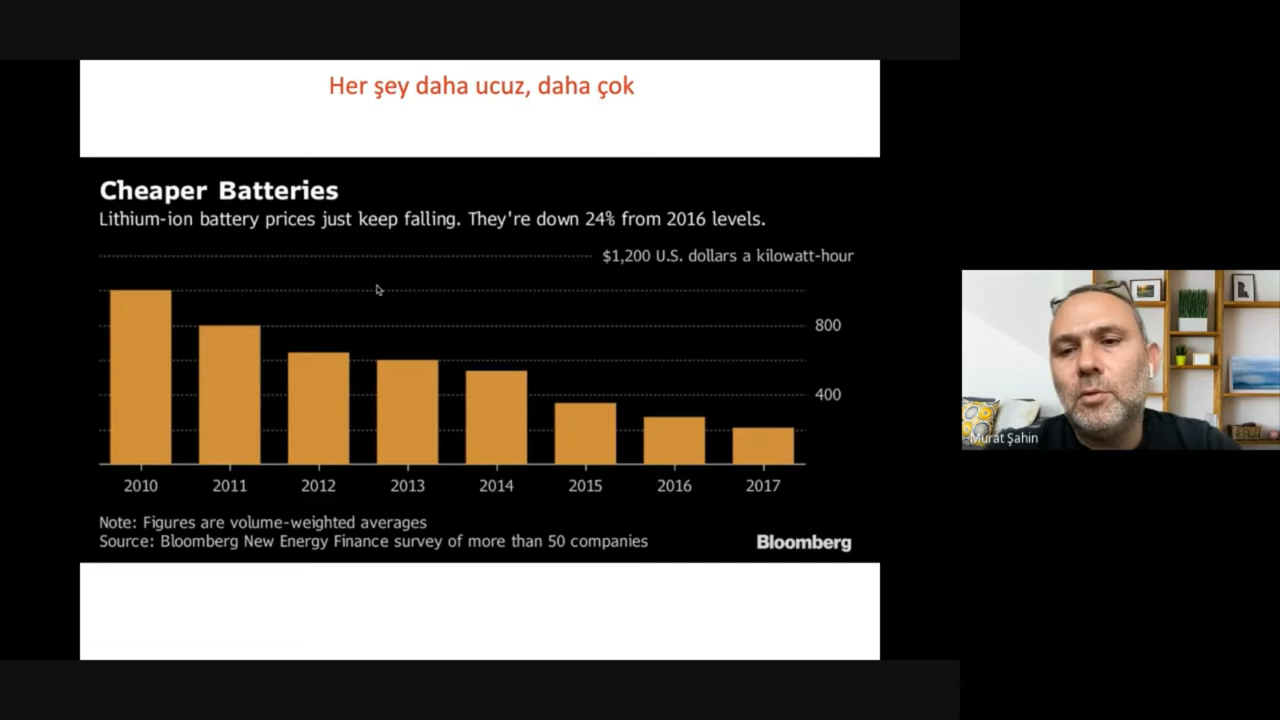 Her şey daha ucuz, daha çok
Cheaper Batteries
Lithium-ion battery prices just keep falling. They're down 24% from 2016 levels.
$1,200 U.S. dollars a kilowatt-hour
800
400
2010 2011 2012 2013 2014 2015 2016 2017
Note: Figures are volume-weighted averages
Source: Bloomberg New Energy Finance survey of more than 50 companies
Bloomberg
Murat Şahin